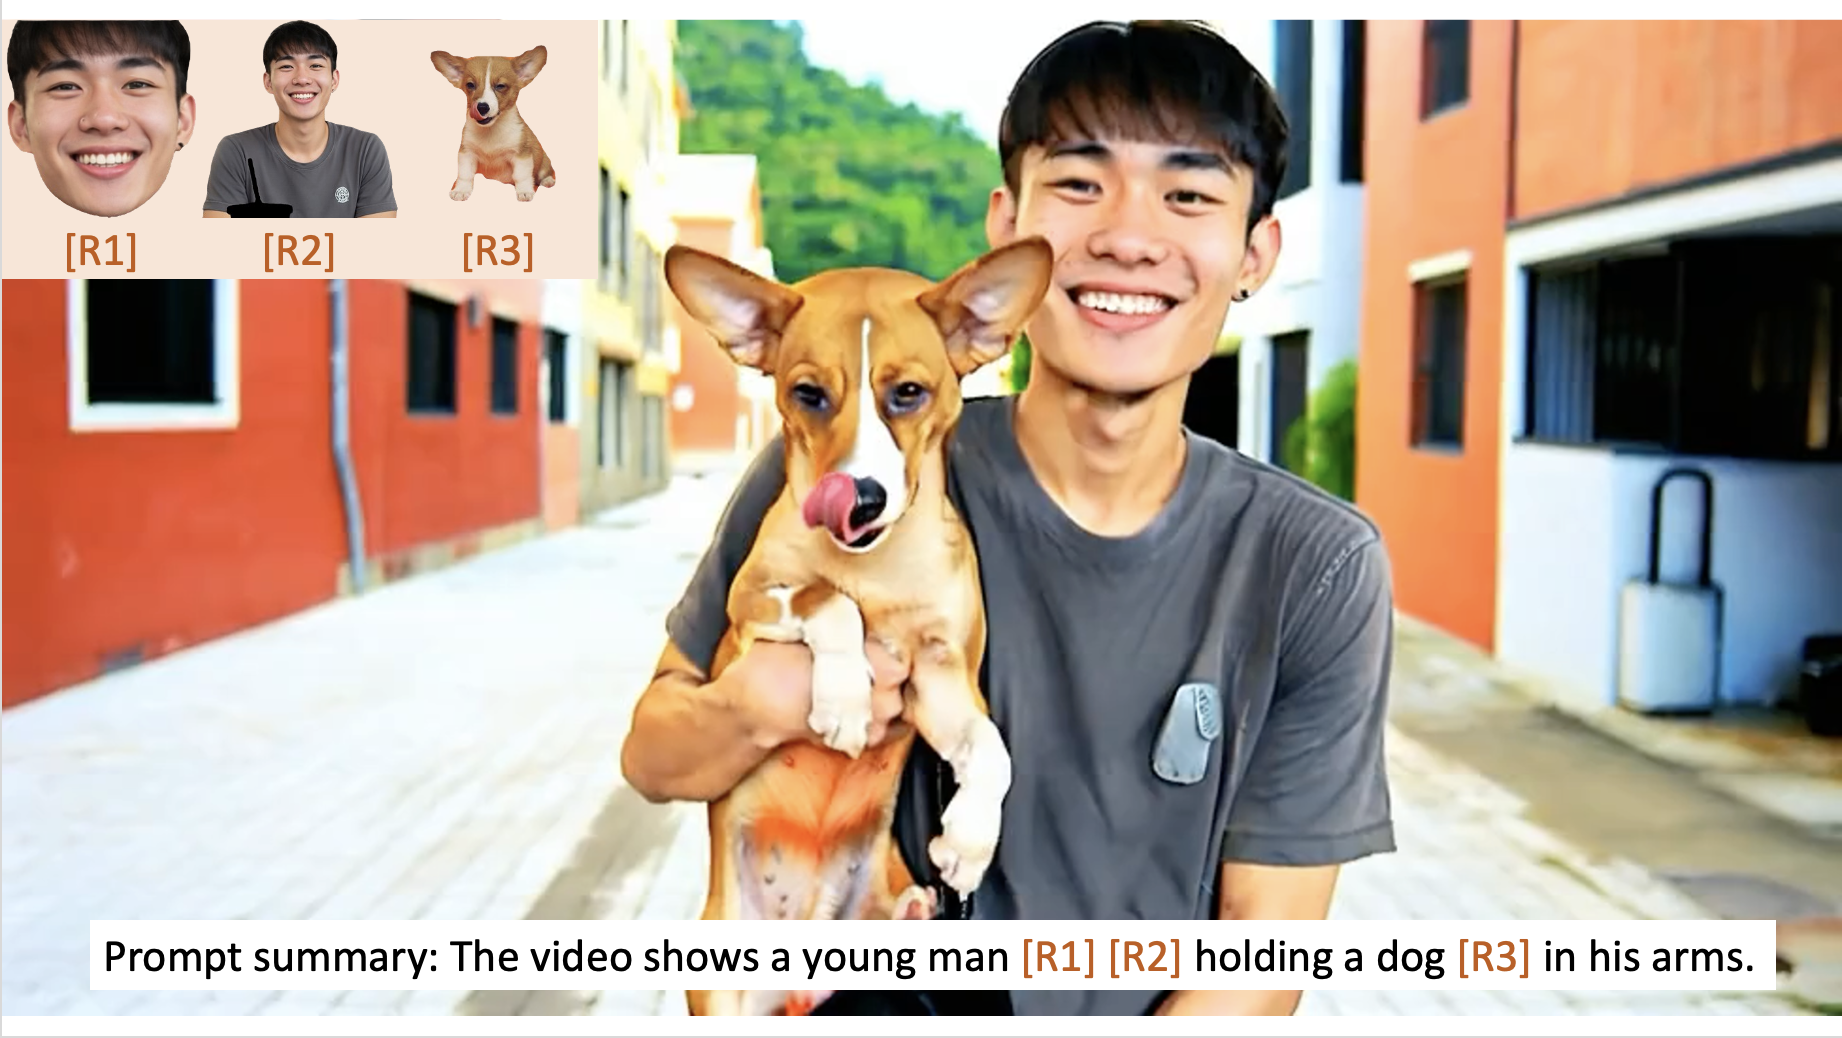 [R1] [R2] [R3]
Prompt summary: The video shows a young man [R1] [R2] holding a dog [R3] in his arms.